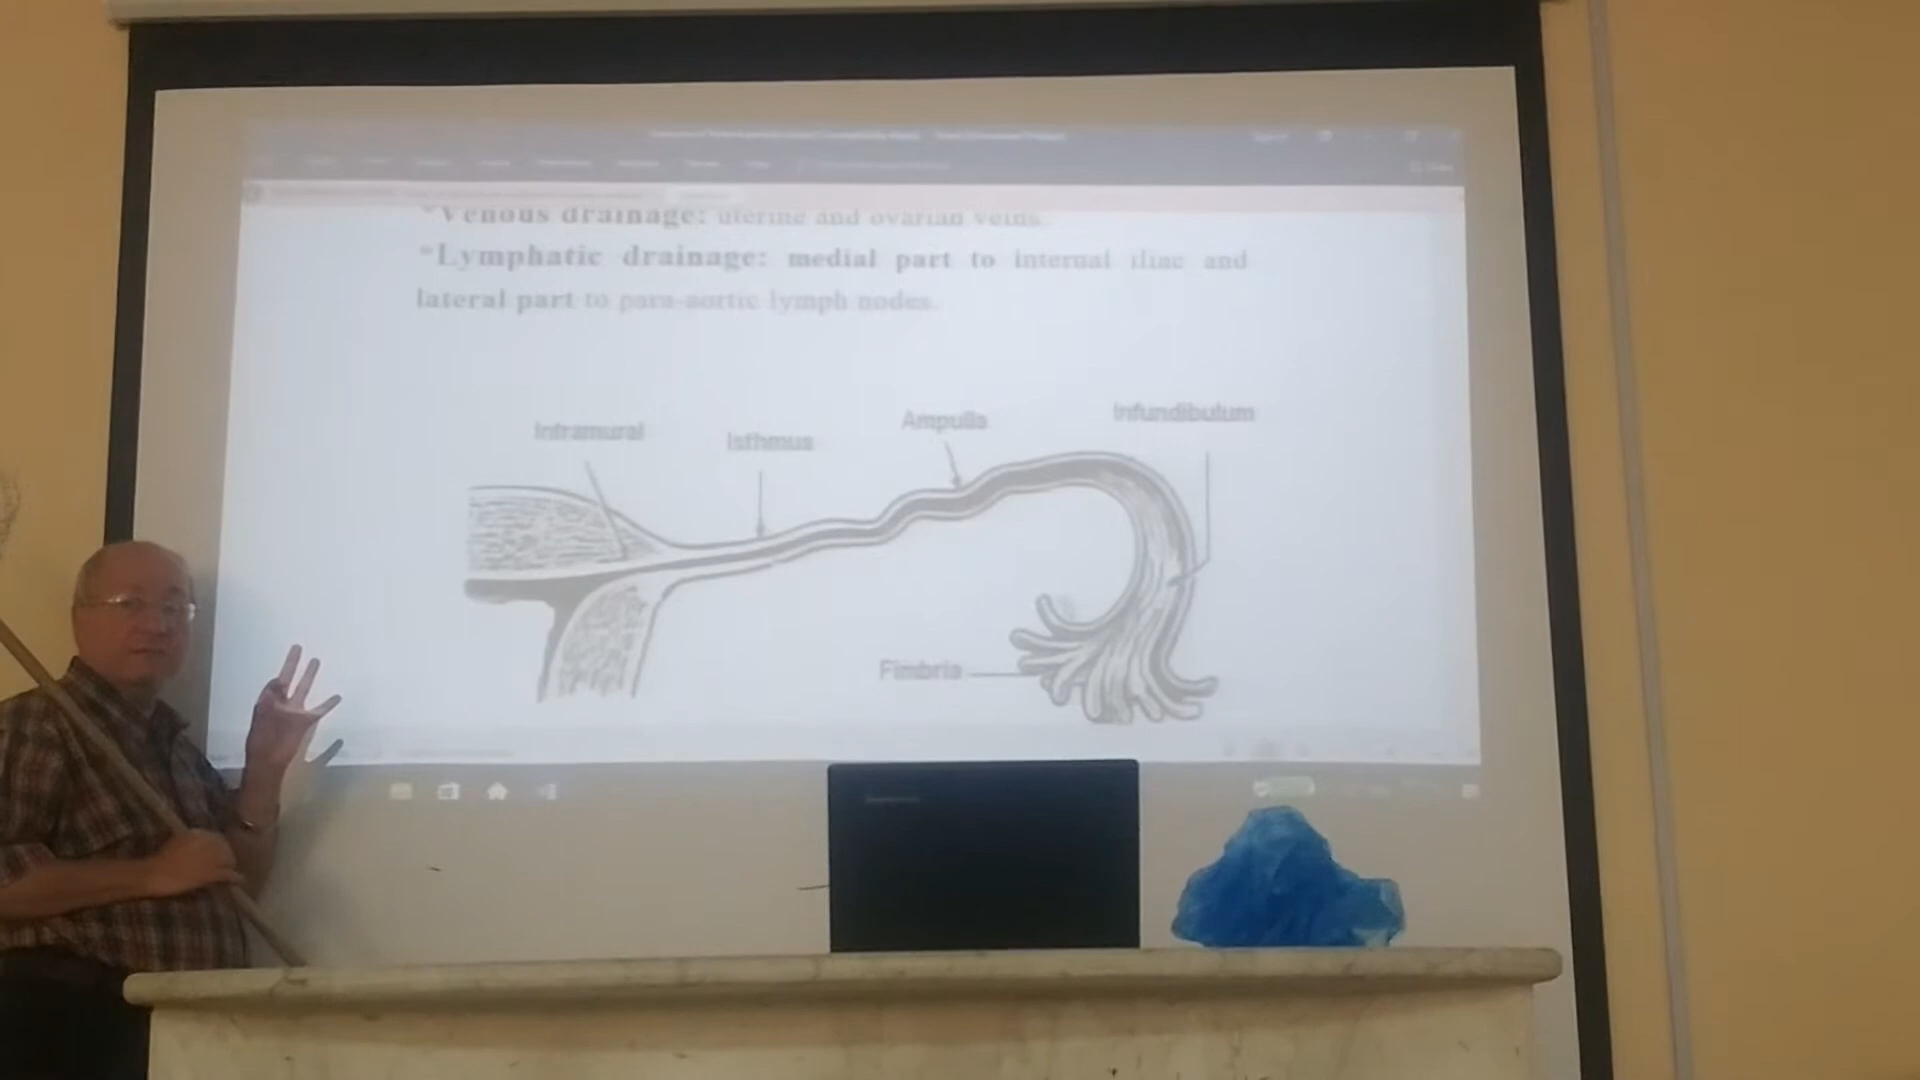 *Venous drainage: uterine and ovarian veins.
*Lymphatic drainage: medial part to internal iliac and
lateral part to para-aortic lymph nodes.
Intramural
Isthmus
Ampulla
Infundibulum
Fimbria